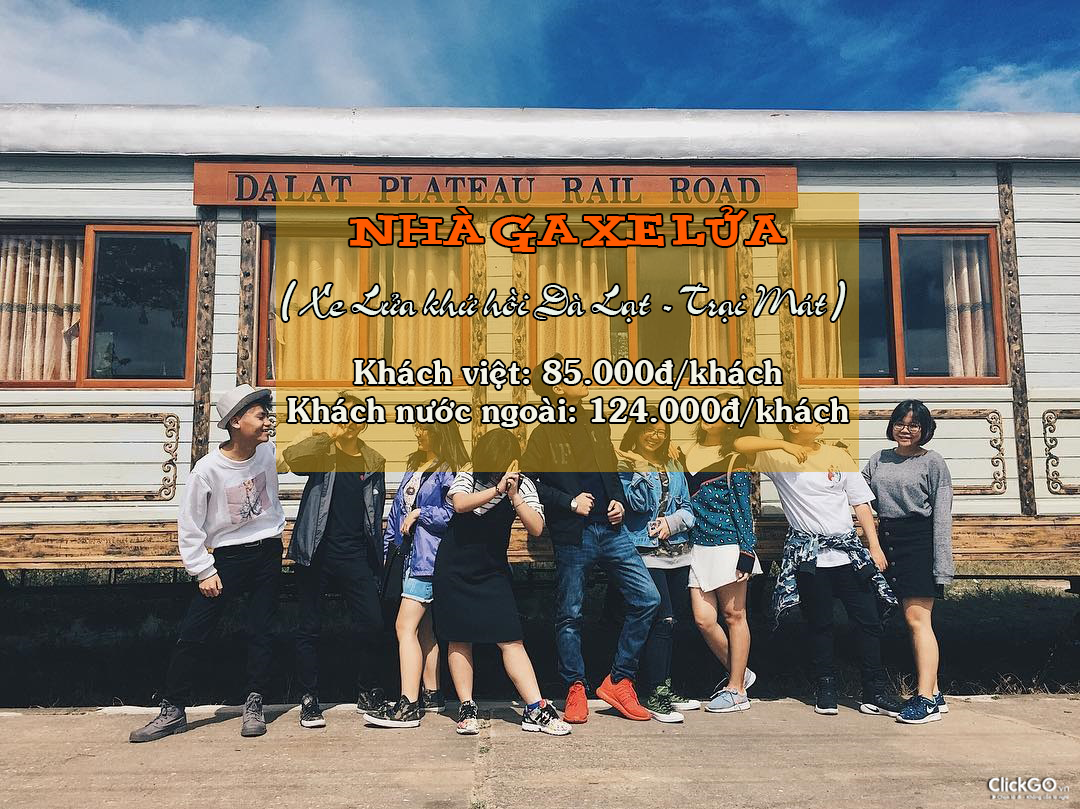 DALAT PLATEAU RAIL ROAD
NHÀ GA XE LỬA
( Xe Lửa khứ hồi Đà Lạt - Trại Mát )
Khách việt: 85.000đ/khách
Khách nước ngoài: 124.000đ/khách
ClickGO.vn